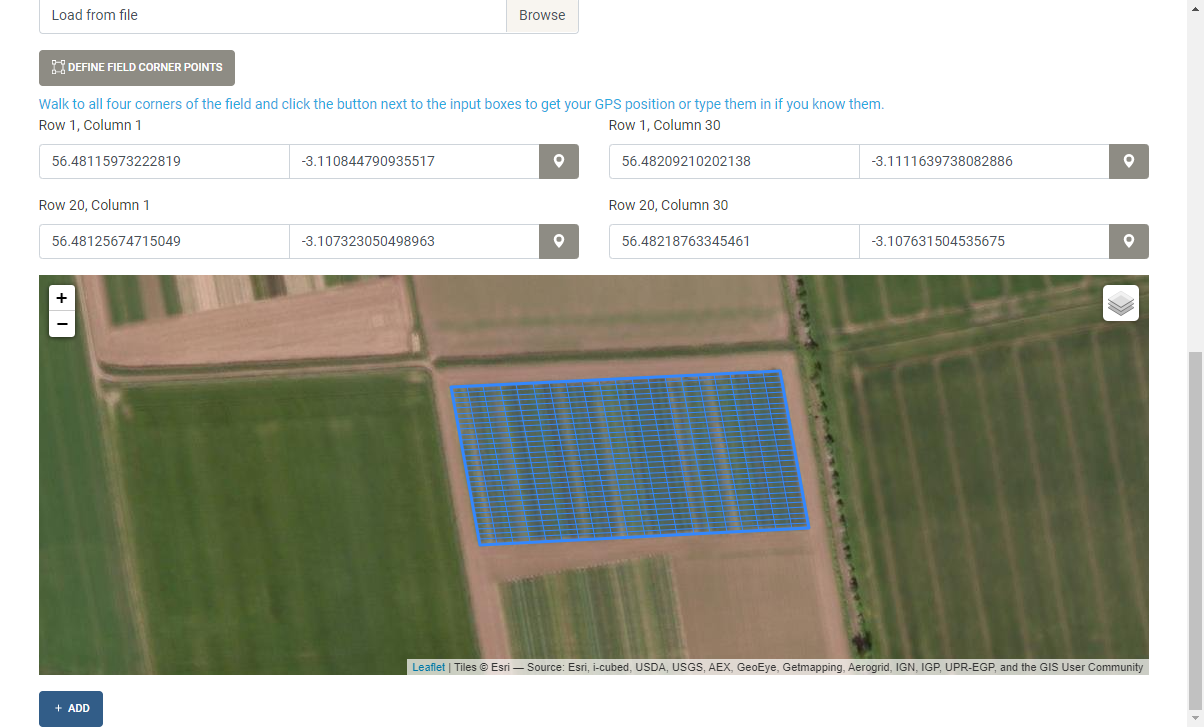 Load from file Browse
DEFINE FIELD CORNER POINTS
Walk to all four corners of the field and click the button next to the input boxes to get your GPS position or type them in if you know them.
Row 1, Column 1 Row 1, Column 30
56.48115973222819 -3.110844790935517 56.48209210202138 -3.1111639738082886
Row 20, Column 1 Row 20, Column 30
56.48125674715049 -3.107323050498963 56.48218763345461 -3.107631504535675
+
−
Leaflet | Tiles © Esri — Source: Esri, i-cubed, USDA, USGS, AEX, GeoEye, Getmapping, Aerogrid, IGN, IGP, UPR-EGP, and the GIS User Community
+ ADD